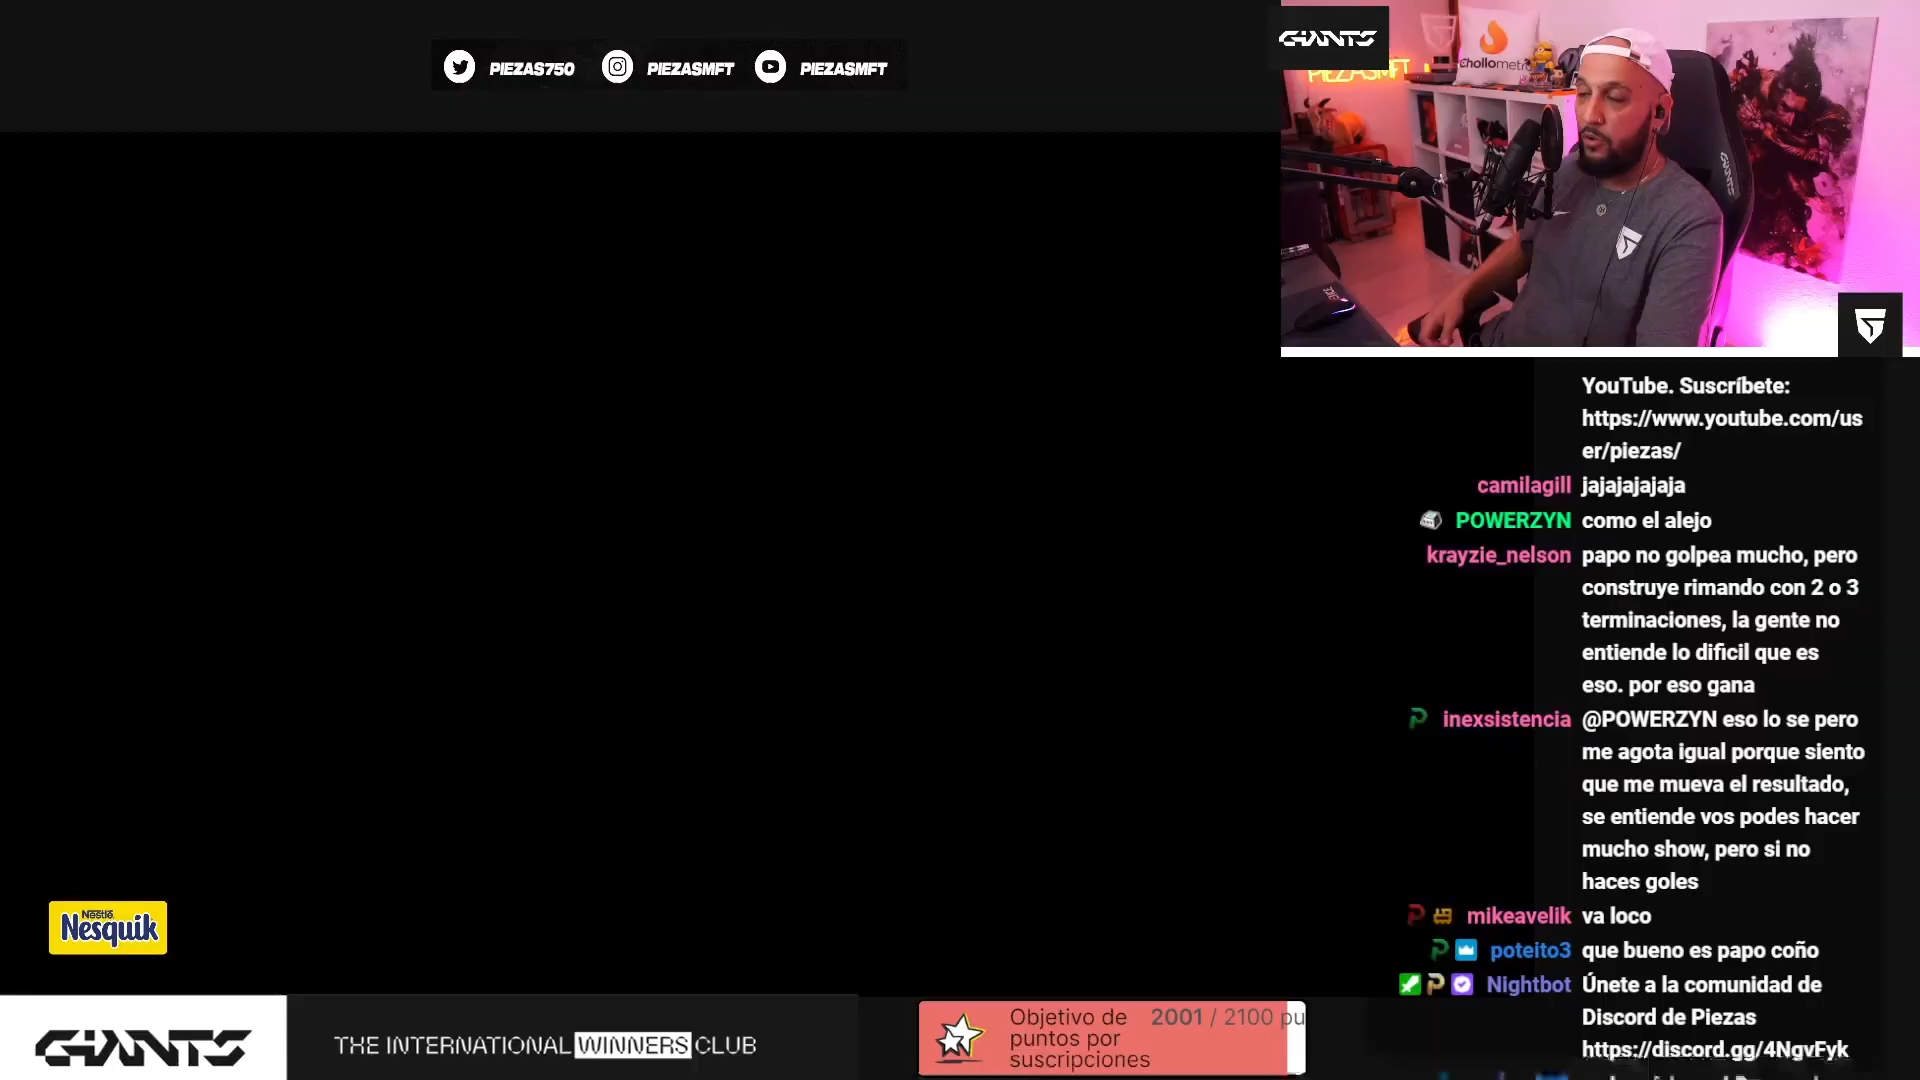 PIEZAS750
PIEZASMFT
PIEZASMFT
GIANTS
PIEZASMFT
Chollometro
YouTube. Suscríbete:
https://www.youtube.com/us
er/piezas/
camilagill jajajajajaja
POWERZYN como el alejo
krayzie_nelson papo no golpea mucho, pero
construye rimando con 2 o 3
terminaciones, la gente no
entiende lo dificil que es
eso. por eso gana
inexsistencia @POWERZYN eso lo se pero
me agota igual porque siento
que me mueva el resultado,
se entiende vos podes hacer
mucho show, pero si no
haces goles
mikeavelik va loco
poteito3 que bueno es papo coño
Nightbot Únete a la comunidad de
Discord de Piezas
https://discord.gg/4NgvFyk
Nestlé
Nesquik
GIANTS
THE INTERNATIONAL WINNERS CLUB
Objetivo de
puntos por
suscripciones
2001 / 2100 pu